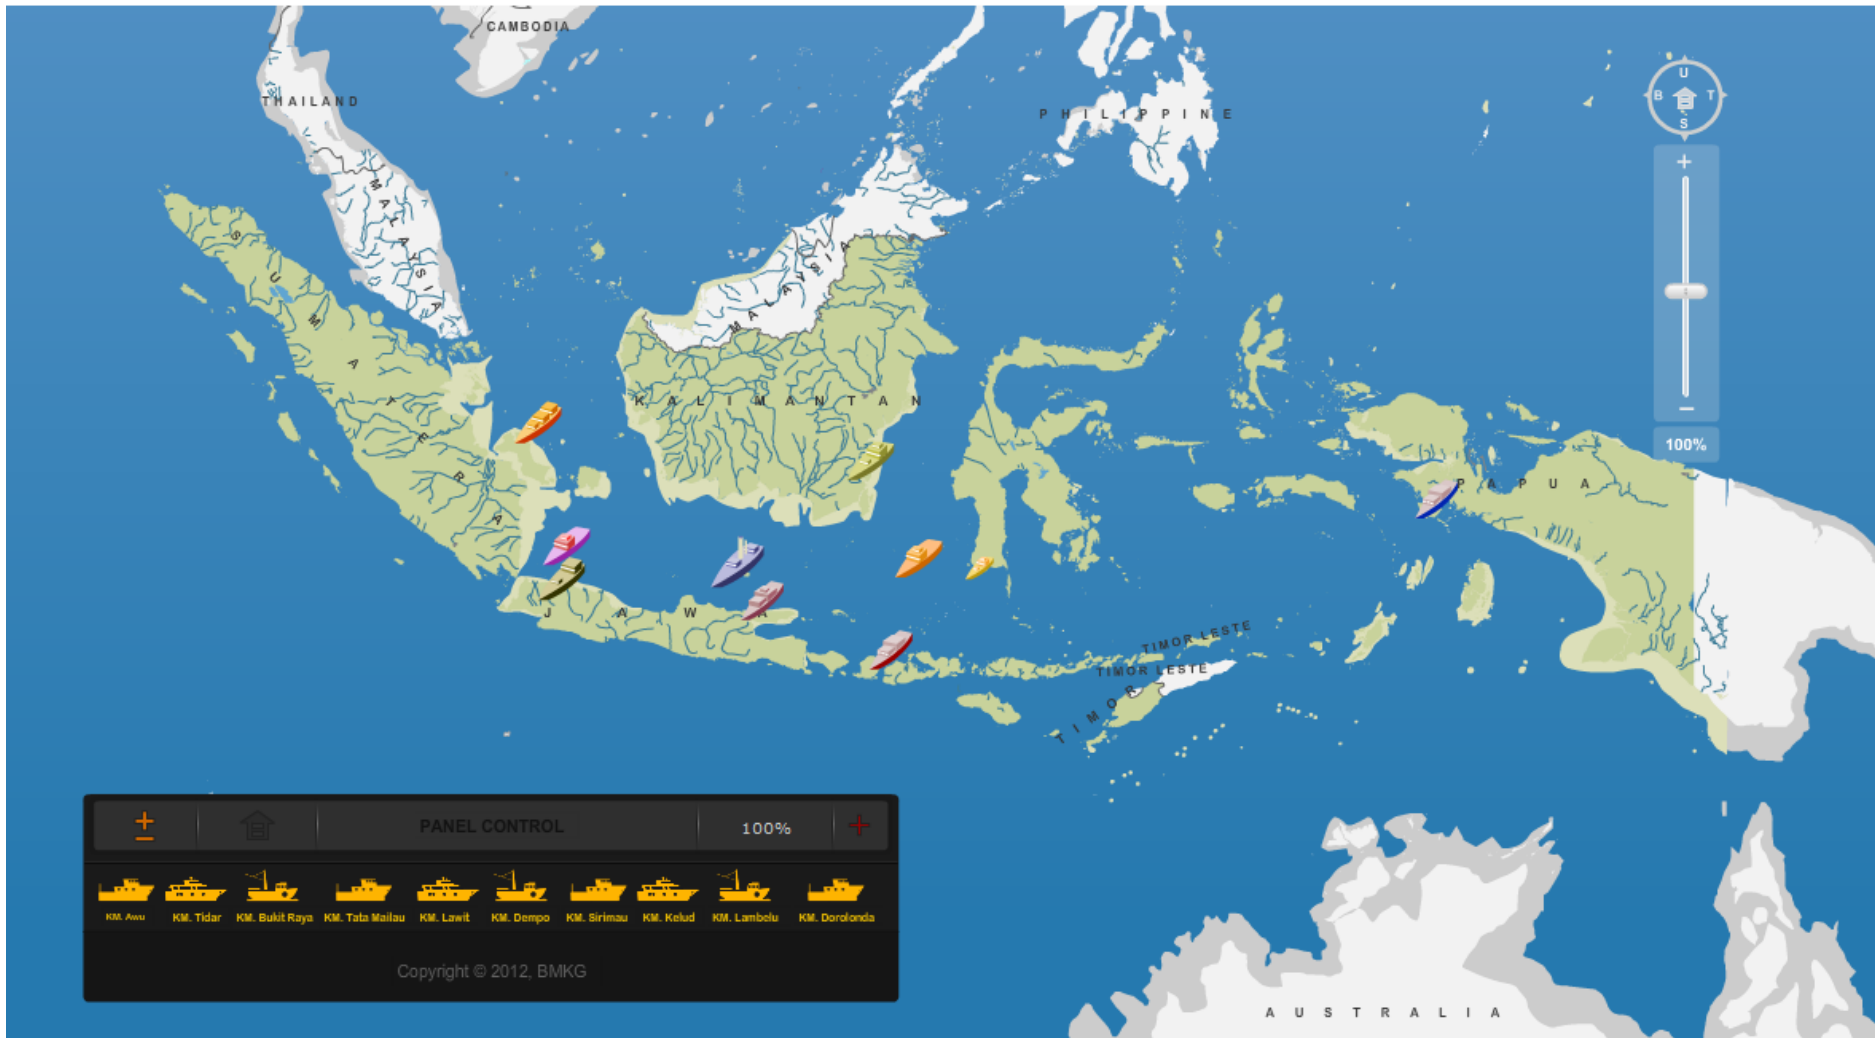 CAMBODIA
THAILAND
PHILIPPINE
MALAYSIA
MALAYSIA
SUMATERA
KALIMANTAN
PAPUA
JAWA
TIMOR LESTE
TIMOR LESTE
TIMOR
AUSTRALIA
U
B T
S
+
−
100%
PANEL CONTROL 100%
KM. Awu KM. Tidar KM. Bukit Raya KM. Tata Mailau KM. Lawit KM. Dempo KM. Sirimau KM. Kelud KM. Lambelu KM. Dorolonda
Copyright © 2012, BMKG